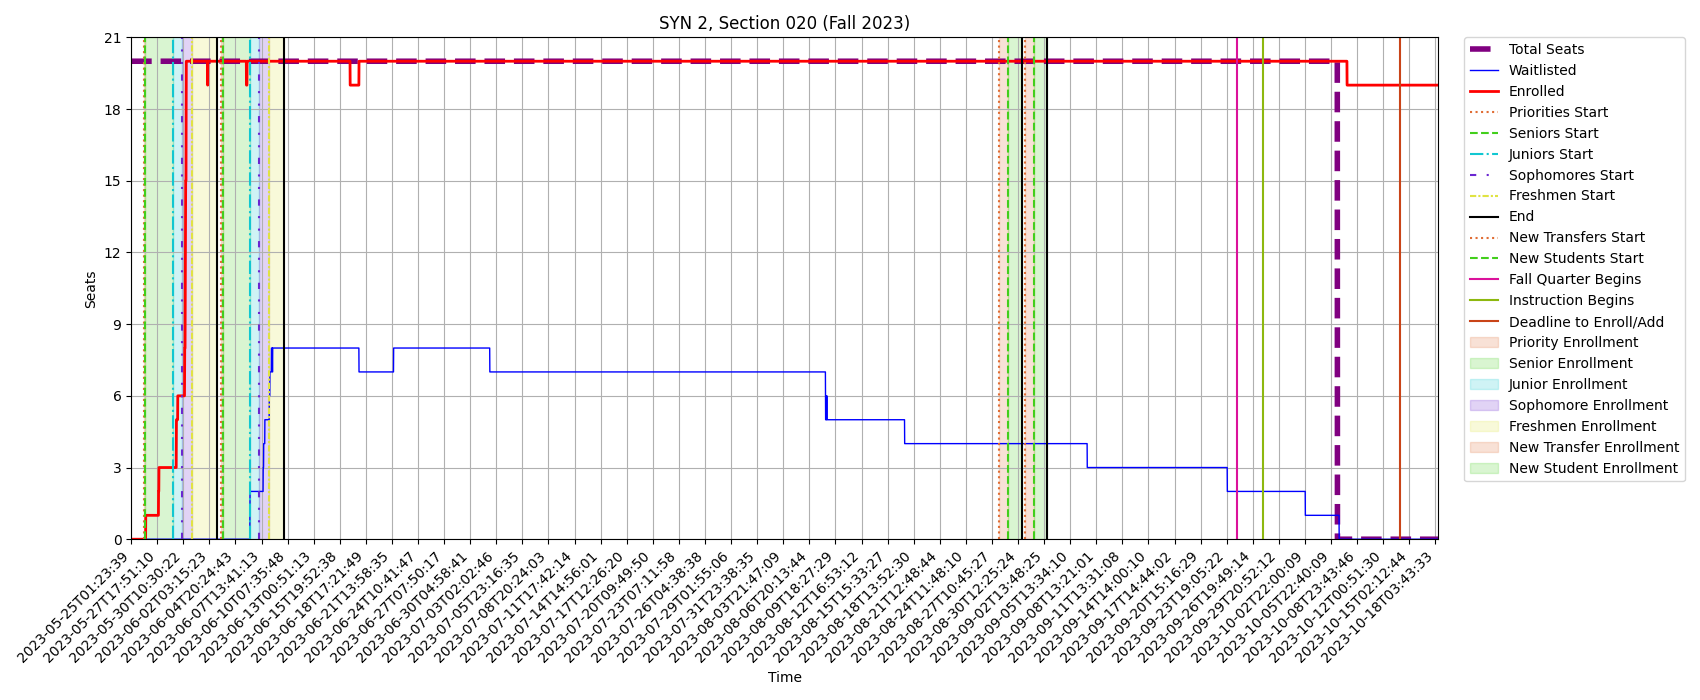 SYN 2, Section 020 (Fall 2023)
21
18
15
12
9
6
3
0
Seats
2023-05-25T01:23:39
2023-05-27T17:51:10
2023-05-30T10:30:22
2023-06-02T03:15:23
2023-06-04T20:24:43
2023-06-07T13:41:13
2023-06-10T07:35:48
2023-06-13T00:51:13
2023-06-15T19:52:38
2023-06-18T17:21:49
2023-06-21T13:58:35
2023-06-24T10:41:47
2023-06-27T07:50:17
2023-06-30T04:58:41
2023-07-03T02:02:46
2023-07-05T23:16:35
2023-07-08T20:24:03
2023-07-11T17:42:14
2023-07-14T14:56:01
2023-07-17T12:26:20
2023-07-20T09:49:50
2023-07-23T07:11:58
2023-07-26T04:38:38
2023-07-29T01:55:06
2023-07-31T23:38:35
2023-08-03T21:47:09
2023-08-06T20:13:44
2023-08-09T18:27:29
2023-08-12T16:53:12
2023-08-15T15:33:27
2023-08-18T13:52:30
2023-08-21T12:48:44
2023-08-24T11:48:10
2023-08-27T10:45:27
2023-08-30T12:25:24
2023-09-02T13:48:25
2023-09-05T13:34:10
2023-09-08T13:21:01
2023-09-11T13:31:08
2023-09-14T14:00:10
2023-09-17T14:44:02
2023-09-20T15:16:29
2023-09-23T19:05:22
2023-09-26T19:49:14
2023-09-29T20:52:12
2023-10-02T22:00:09
2023-10-05T22:40:09
2023-10-08T23:43:46
2023-10-12T00:51:30
2023-10-15T02:12:44
2023-10-18T03:43:33
Time
Total Seats
Waitlisted
Enrolled
Priorities Start
Seniors Start
Juniors Start
Sophomores Start
Freshmen Start
End
New Transfers Start
New Students Start
Fall Quarter Begins
Instruction Begins
Deadline to Enroll/Add
Priority Enrollment
Senior Enrollment
Junior Enrollment
Sophomore Enrollment
Freshmen Enrollment
New Transfer Enrollment
New Student Enrollment